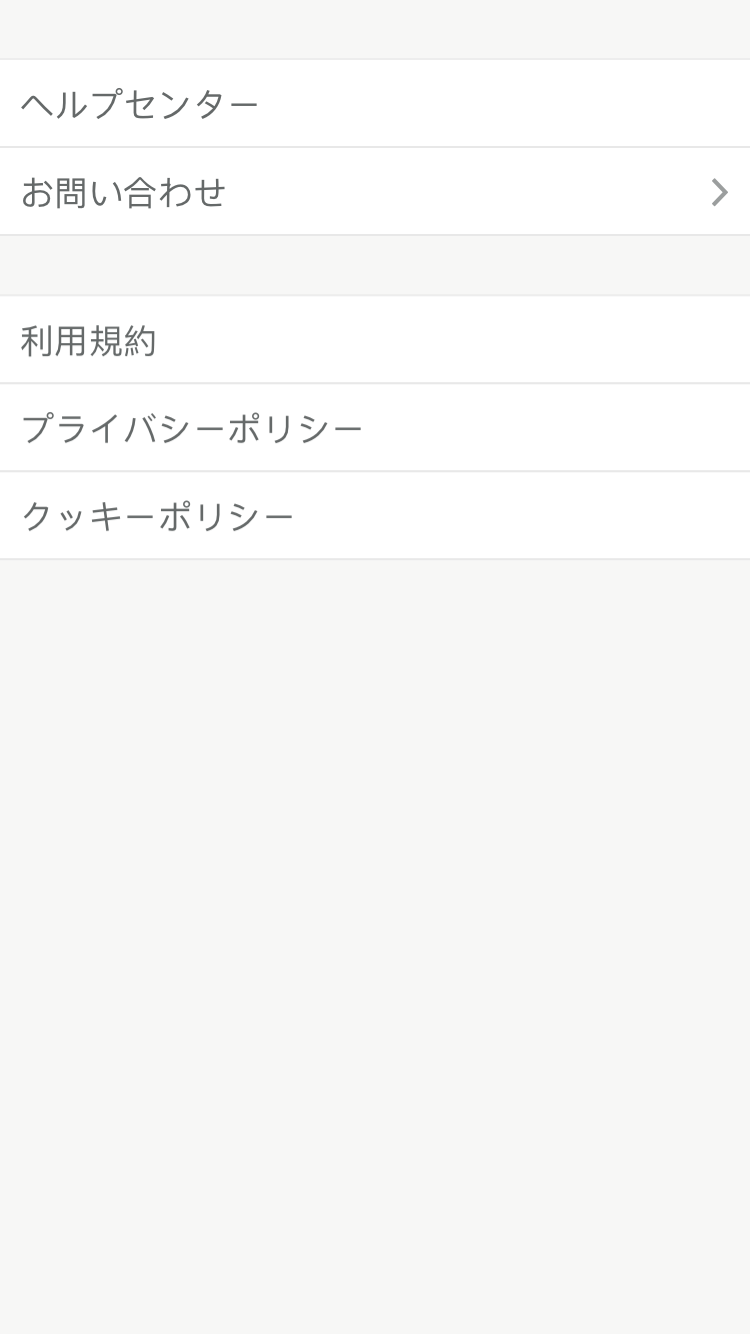 ヘルプセンター
お問い合わせ
利用規約
プライバシーポリシー
クッキーポリシー